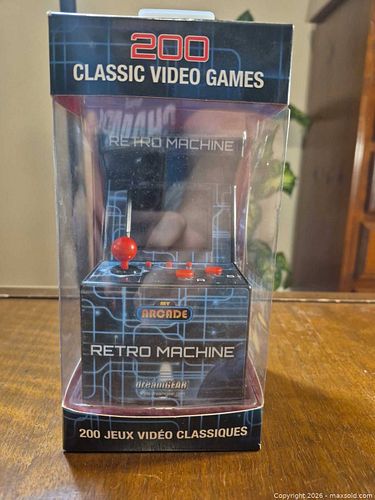 200
CLASSIC VIDEO GAMES
RETRO MACHINE
MY
ARCADE
RETRO MACHINE
dreamGEAR
200 JEUX VIDÉO CLASSIQUES
Copyright 2026 - maxsold.com